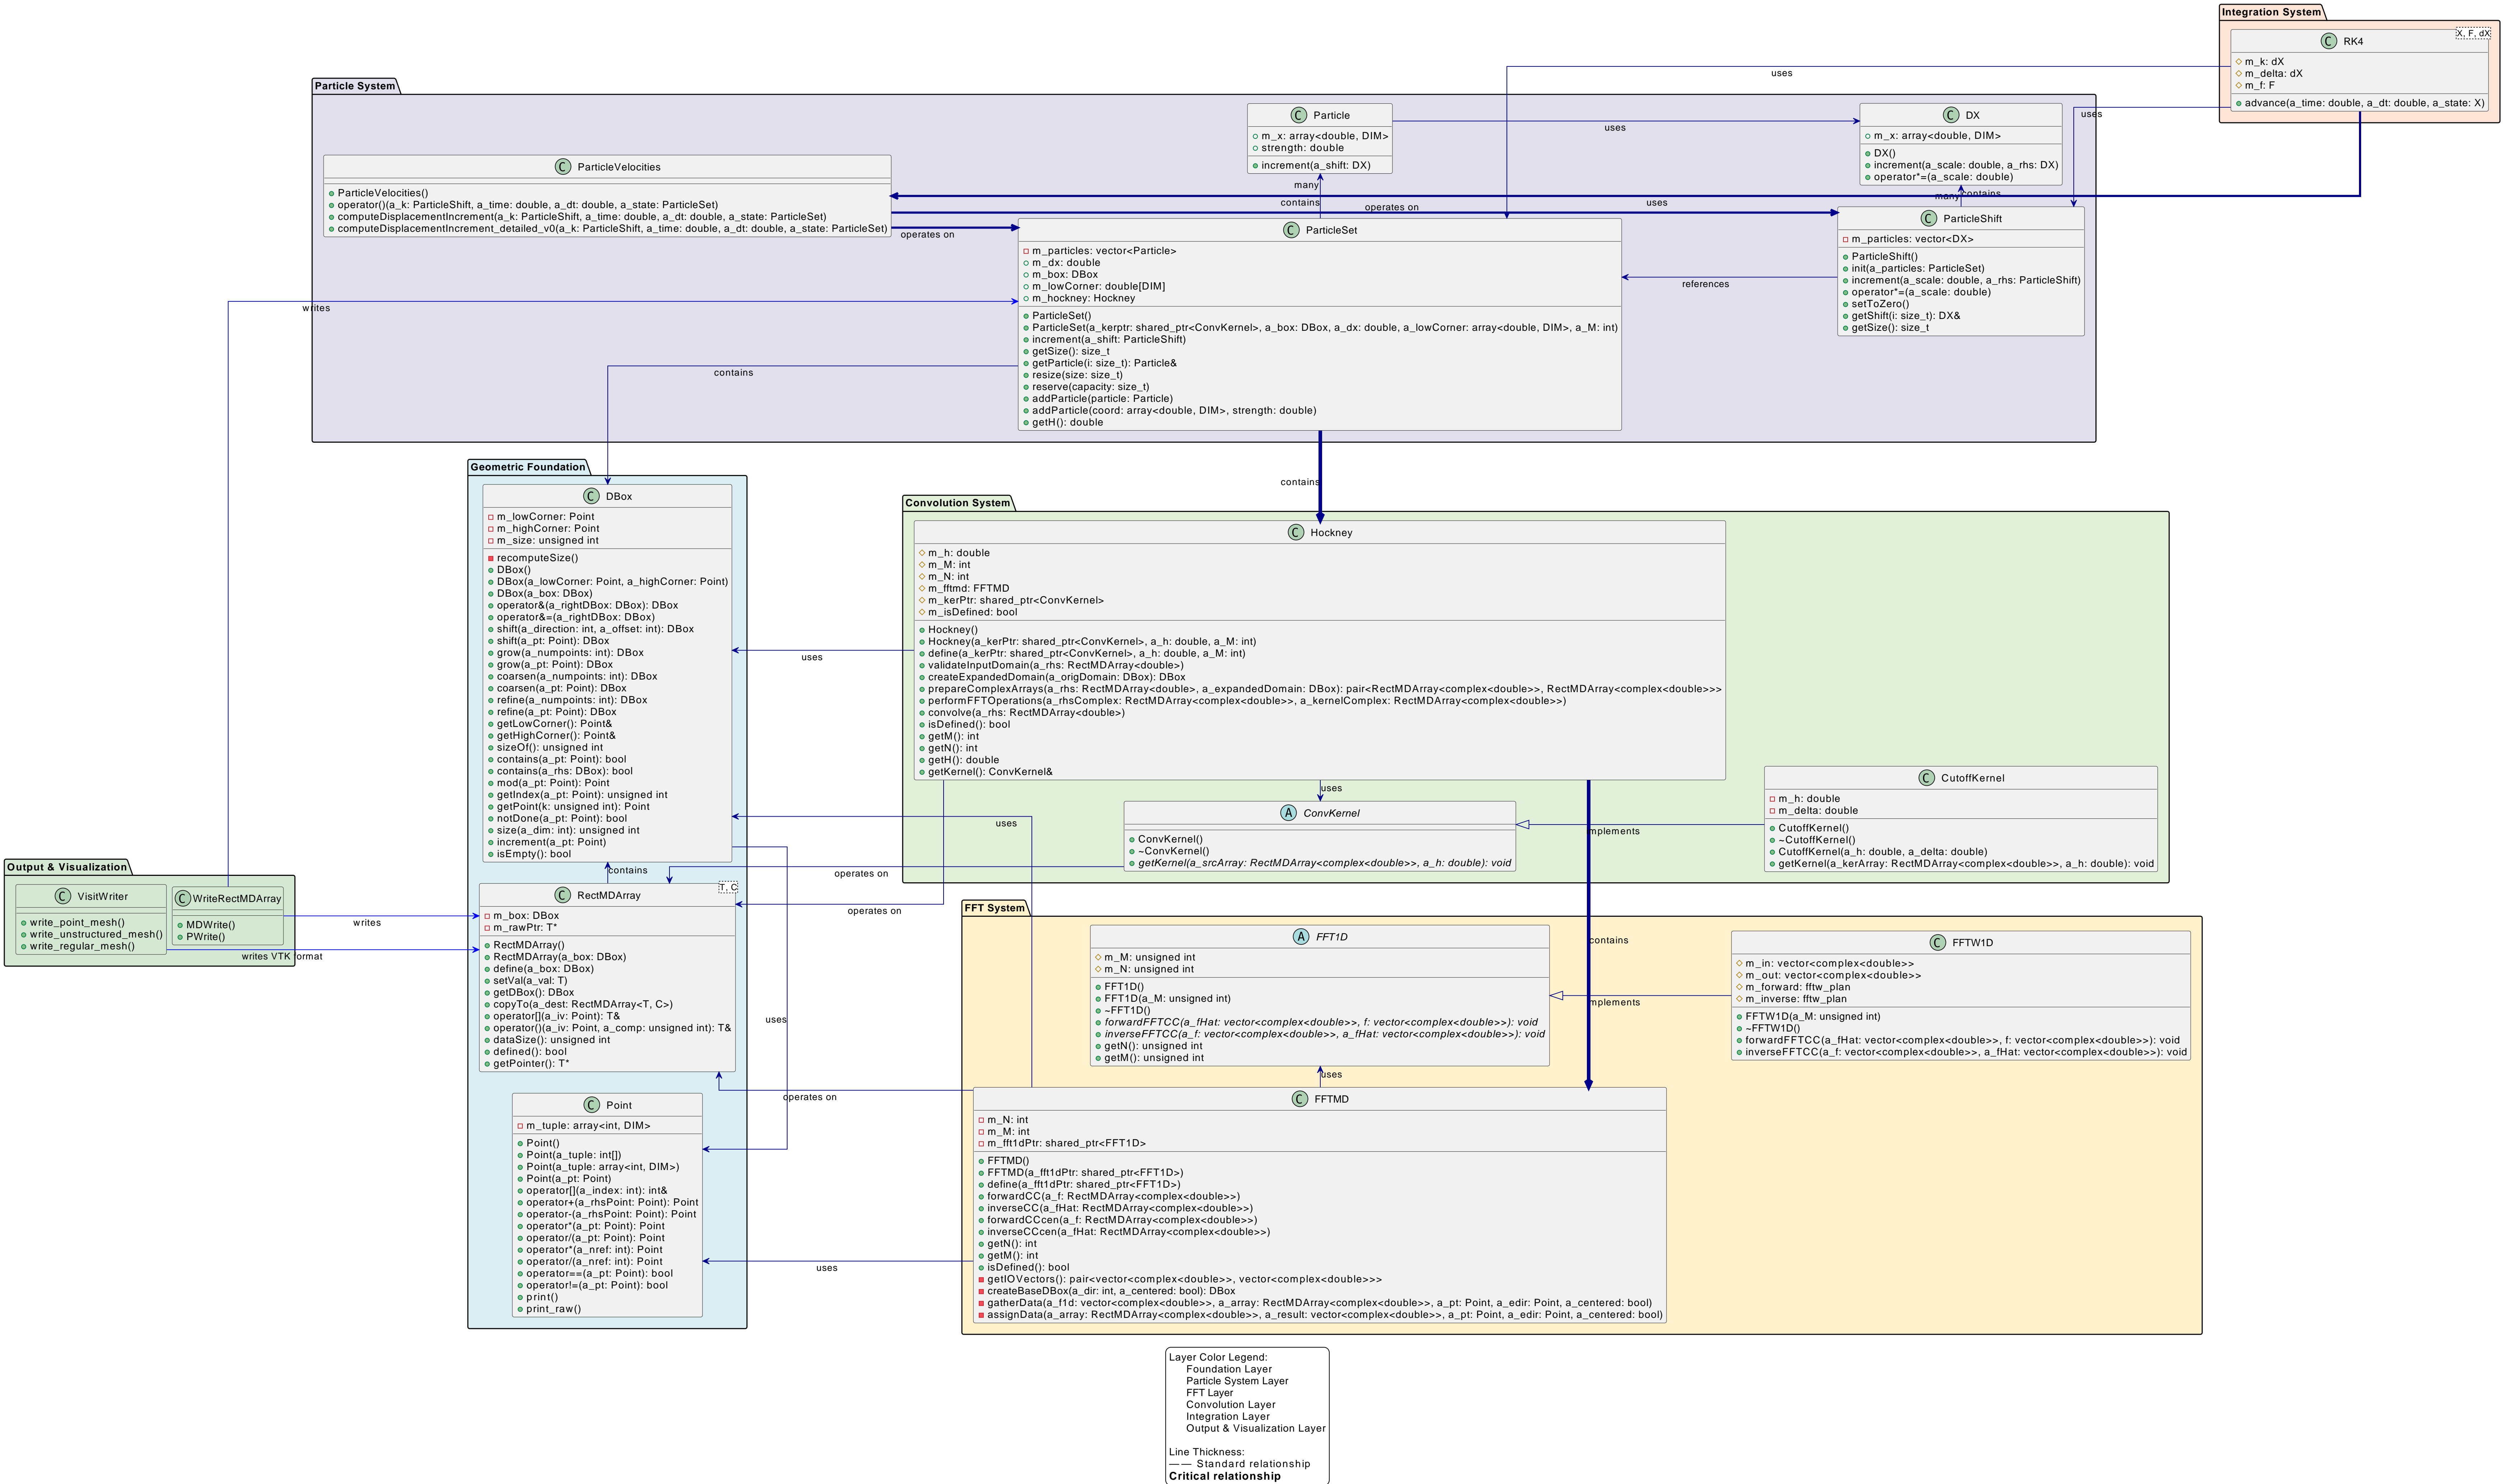 Integration System
C RK4
X, F, dX
m_k: dX
m_delta: dX
m_f: F
advance(a_time: double, a_dt: double, a_state: X)
uses
uses
Particle System
C Particle
m_x: array<double, DIM>
strength: double
increment(a_shift: DX)
uses
C DX
m_x: array<double, DIM>
DX()
increment(a_scale: double, a_rhs: DX)
operator*=(a_scale: double)
C ParticleVelocities
ParticleVelocities()
operator()(a_k: ParticleShift, a_time: double, a_dt: double, a_state: ParticleSet)
computeDisplacementIncrement(a_k: ParticleShift, a_time: double, a_dt: double, a_state: ParticleSet)
computeDisplacementIncrement_detailed_v0(a_k: ParticleShift, a_time: double, a_dt: double, a_state: ParticleSet)
many
contains
operates on
uses
many
contains
operates on
C ParticleSet
m_particles: vector<Particle>
m_dx: double
m_box: DBox
m_lowCorner: double[DIM]
m_hockney: Hockney
ParticleSet()
ParticleSet(a_kerptr: shared_ptr<ConvKernel>, a_box: DBox, a_dx: double, a_lowCorner: array<double, DIM>, a_M: int)
increment(a_shift: ParticleShift)
getSize(): size_t
getParticle(i: size_t): Particle&
resize(size: size_t)
reserve(capacity: size_t)
addParticle(particle: Particle)
addParticle(coord: array<double, DIM>, strength: double)
getH(): double
C ParticleShift
m_particles: vector<DX>
ParticleShift()
init(a_particles: ParticleSet)
increment(a_scale: double, a_rhs: ParticleShift)
operator*=(a_scale: double)
setToZero()
getShift(i: size_t): DX&
getSize(): size_t
references
writes
contains
contains
Geometric Foundation
C DBox
m_lowCorner: Point
m_highCorner: Point
m_size: unsigned int
recomputeSize()
DBox()
DBox(a_lowCorner: Point, a_highCorner: Point)
DBox(a_box: DBox)
operator&(a_rightDBox: DBox): DBox
operator&=(a_rightDBox: DBox)
shift(a_direction: int, a_offset: int): DBox
shift(a_pt: Point): DBox
grow(a_numpoints: int): DBox
grow(a_pt: Point): DBox
coarsen(a_numpoints: int): DBox
coarsen(a_pt: Point): DBox
refine(a_numpoints: int): DBox
refine(a_pt: Point): DBox
getLowCorner(): Point&
getHighCorner(): Point&
sizeOf(): unsigned int
contains(a_pt: Point): bool
contains(a_rhs: DBox): bool
mod(a_pt: Point): Point
getIndex(a_pt: Point): unsigned int
getPoint(k: unsigned int): Point
notDone(a_pt: Point): bool
size(a_dim: int): unsigned int
increment(a_pt: Point)
isEmpty(): bool
contains
uses
uses
Convolution System
C Hockney
m_h: double
m_M: int
m_N: int
m_fftmd: FFTMD
m_kerPtr: shared_ptr<ConvKernel>
m_isDefined: bool
Hockney()
Hockney(a_kerPtr: shared_ptr<ConvKernel>, a_h: double, a_M: int)
define(a_kerPtr: shared_ptr<ConvKernel>, a_h: double, a_M: int)
validateInputDomain(a_rhs: RectMDArray<double>)
createExpandedDomain(a_origDomain: DBox): DBox
prepareComplexArrays(a_rhs: RectMDArray<double>, a_expandedDomain: DBox): pair<RectMDArray<complex<double>>, RectMDArray<complex<double>>>
performFFTOperations(a_rhsComplex: RectMDArray<complex<double>>, a_kernelComplex: RectMDArray<complex<double>>)
convolve(a_rhs: RectMDArray<double>)
isDefined(): bool
getM(): int
getN(): int
getH(): double
getKernel(): ConvKernel&
uses
A ConvKernel
ConvKernel()
~ConvKernel()
getKernel(a_srcArray: RectMDArray<complex<double>>, a_h: double): void
implements
C CutoffKernel
m_h: double
m_delta: double
CutoffKernel()
~CutoffKernel()
CutoffKernel(a_h: double, a_delta: double)
getKernel(a_kerArray: RectMDArray<complex<double>>, a_h: double): void
operates on
operates on
Output & Visualization
C VisitWriter
write_point_mesh()
write_unstructured_mesh()
write_regular_mesh()
C WriteRectMDArray
MDWrite()
PWrite()
writes
writes VTK format
C RectMDArray
T, C
m_box: DBox
m_rawPtr: T*
RectMDArray()
RectMDArray(a_box: DBox)
define(a_box: DBox)
setVal(a_val: T)
getDBox(): DBox
copyTo(a_dest: RectMDArray<T, C>)
operator[](a_iv: Point): T&
operator()(a_iv: Point, a_comp: unsigned int): T&
dataSize(): unsigned int
defined(): bool
getPointer(): T*
uses
operates on
C Point
m_tuple: array<int, DIM>
Point()
Point(a_tuple: int[])
Point(a_tuple: array<int, DIM>)
Point(a_pt: Point)
operator[](a_index: int): int&
operator+(a_rhsPoint: Point): Point
operator-(a_rhsPoint: Point): Point
operator*(a_pt: Point): Point
operator/(a_pt: Point): Point
operator*(a_nref: int): Point
operator/(a_nref: int): Point
operator==(a_pt: Point): bool
operator!=(a_pt: Point): bool
print()
print_raw()
uses
FFT System
A FFT1D
m_M: unsigned int
m_N: unsigned int
FFT1D()
FFT1D(a_M: unsigned int)
~FFT1D()
forwardFFTCC(a_fHat: vector<complex<double>>, f: vector<complex<double>>): void
inverseFFTCC(a_f: vector<complex<double>>, a_fHat: vector<complex<double>>): void
getN(): unsigned int
getM(): unsigned int
contains
implements
C FFTW1D
m_in: vector<complex<double>>
m_out: vector<complex<double>>
m_forward: fftw_plan
m_inverse: fftw_plan
FFTW1D(a_M: unsigned int)
~FFTW1D()
forwardFFTCC(a_fHat: vector<complex<double>>, f: vector<complex<double>>): void
inverseFFTCC(a_f: vector<complex<double>>, a_fHat: vector<complex<double>>): void
uses
C FFTMD
m_N: int
m_M: int
m_fft1dPtr: shared_ptr<FFT1D>
FFTMD()
FFTMD(a_fft1dPtr: shared_ptr<FFT1D>)
define(a_fft1dPtr: shared_ptr<FFT1D>)
forwardCC(a_f: RectMDArray<complex<double>>)
inverseCC(a_fHat: RectMDArray<complex<double>>)
forwardCCcen(a_f: RectMDArray<complex<double>>)
inverseCCcen(a_fHat: RectMDArray<complex<double>>)
getN(): int
getM(): int
isDefined(): bool
getIOVectors(): pair<vector<complex<double>>, vector<complex<double>>>
createBaseDBox(a_dir: int, a_centered: bool): DBox
gatherData(a_f1d: vector<complex<double>>, a_array: RectMDArray<complex<double>>, a_pt: Point, a_edir: Point, a_centered: bool)
assignData(a_array: RectMDArray<complex<double>>, a_result: vector<complex<double>>, a_pt: Point, a_edir: Point, a_centered: bool)
Layer Color Legend:
Foundation Layer
Particle System Layer
FFT Layer
Convolution Layer
Integration Layer
Output & Visualization Layer
Line Thickness:
—— Standard relationship
Critical relationship